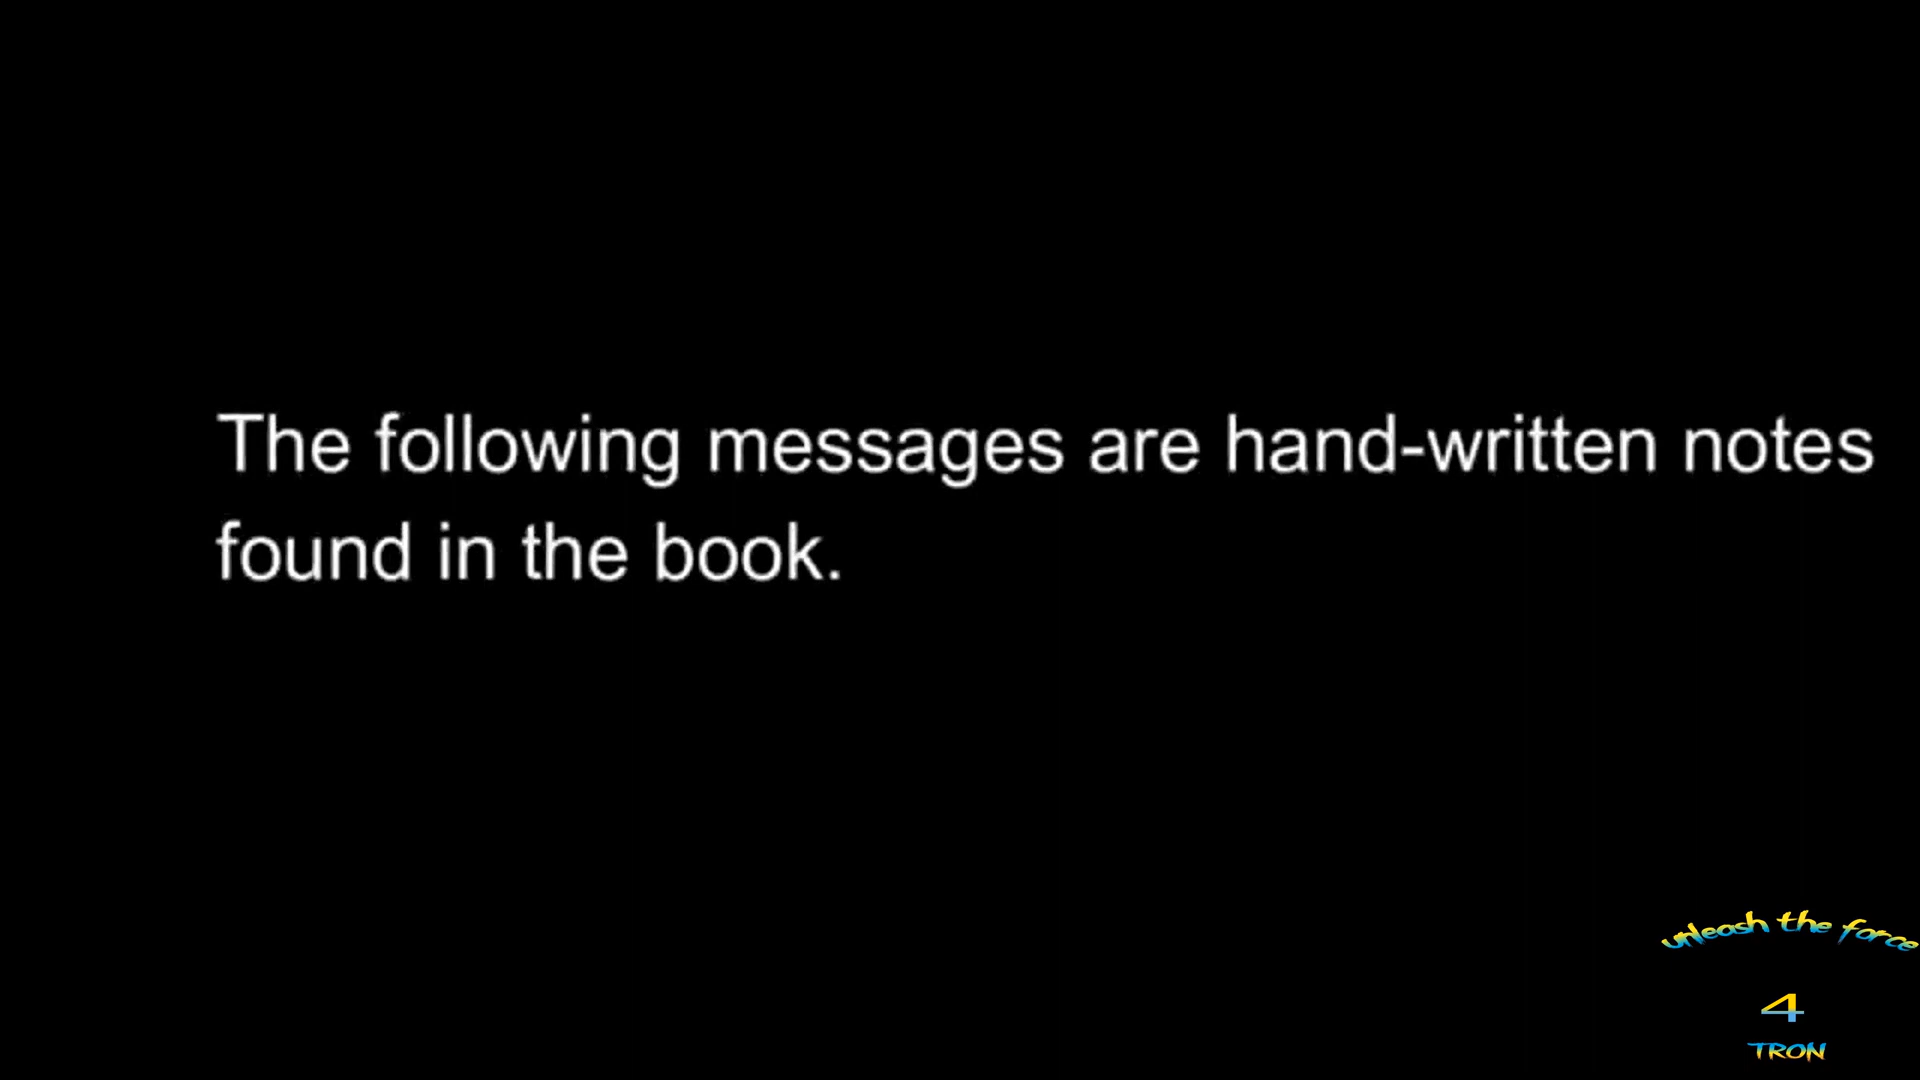 The following messages are hand-written notes
found in the book.
unleash the force
4
TRON